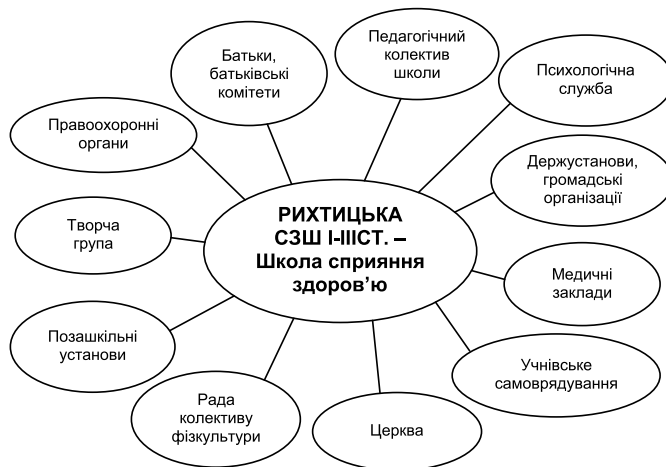 Батьки,
батьківські
комітети
Педагогічний
колектив
школи
Психологічна
служба
Правоохоронні
органи
Держустанови,
громадські
організації
Творча
група
РИХТИЦЬКА
СЗШ І-ІІІСТ. –
Школа сприяння
здоров’ю
Медичні
заклади
Позашкільні
установи
Учнівське
самоврядування
Рада
колективу
фізкультури
Церква